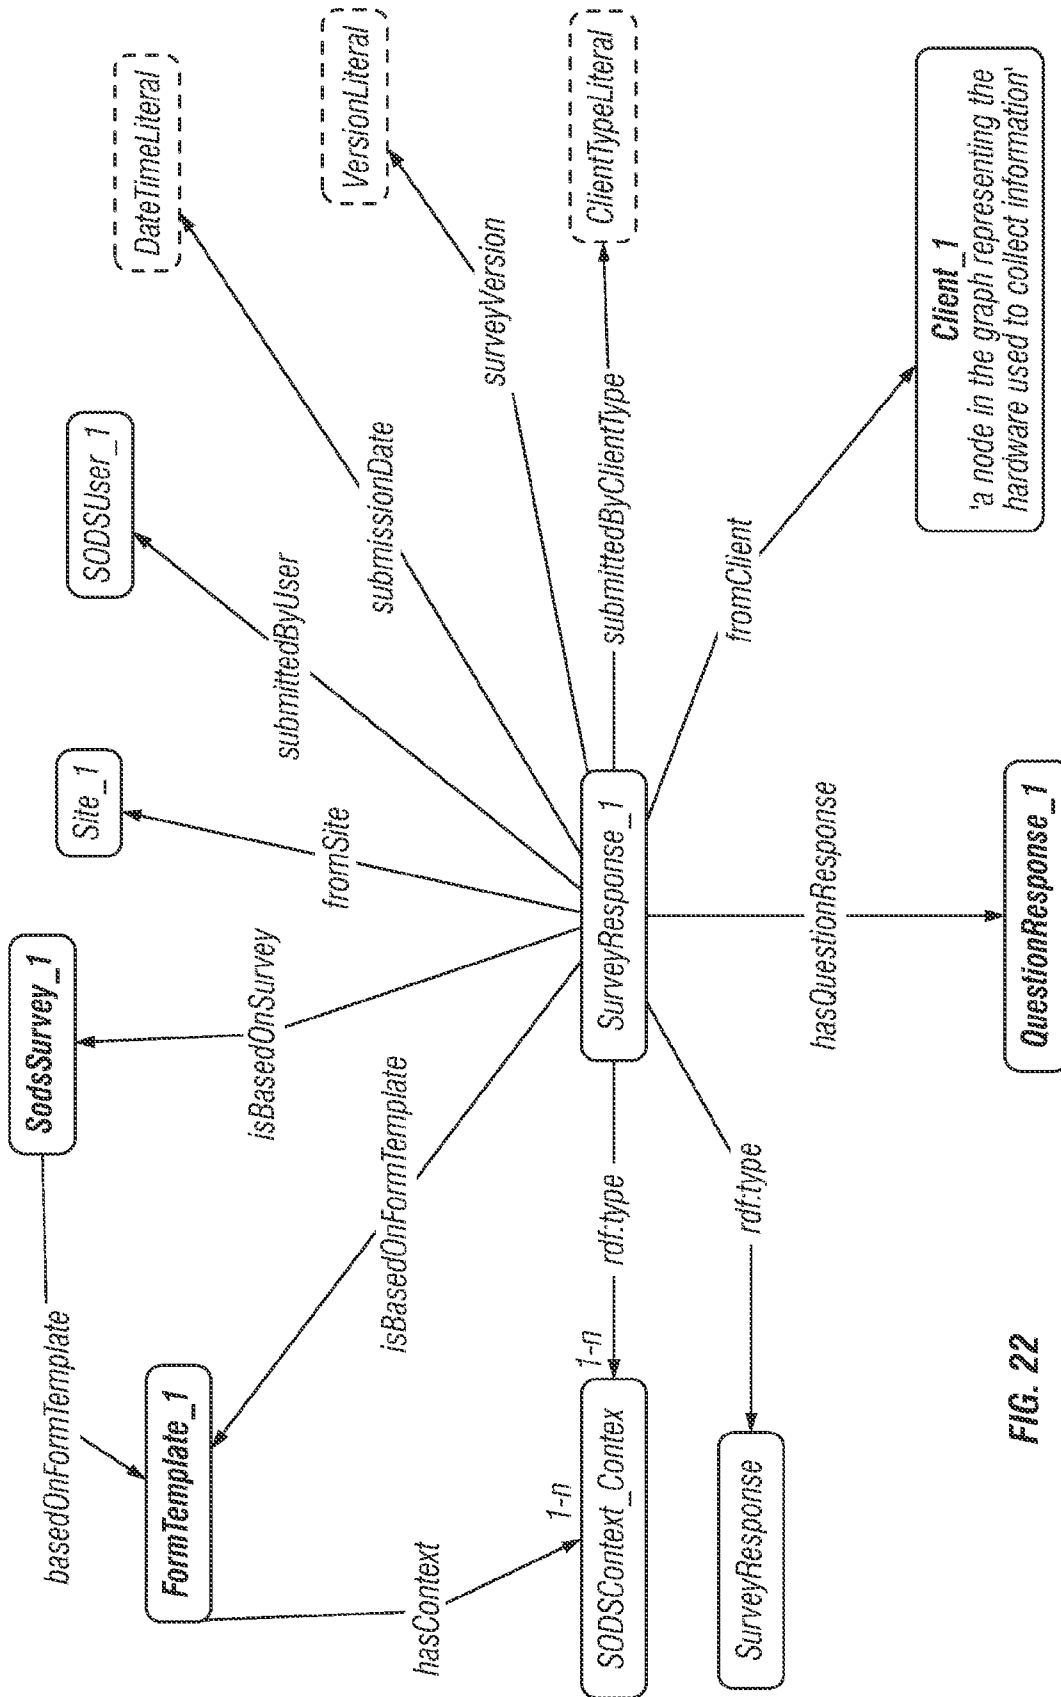 SodsSurvey_1
basedOnFormTemplate
FormTemplate_1
Site_1
SODSUser_1
DateTimeLiteral
isBasedOnSurvey
fromSite
submittedByUser
submissionDate
VersionLiteral
isBasedOnFormTemplate
surveyVersion
hasContext
1-n
1-n
SODSContext_Contex
rdf:type
SurveyResponse_1
submittedByClientType
ClientTypeLiteral
SurveyResponse
rdf:type
hasQuestionResponse
fromClient
Client_1
'a node in the graph representing the
hardware used to collect information'
QuestionResponse_1
FIG. 22